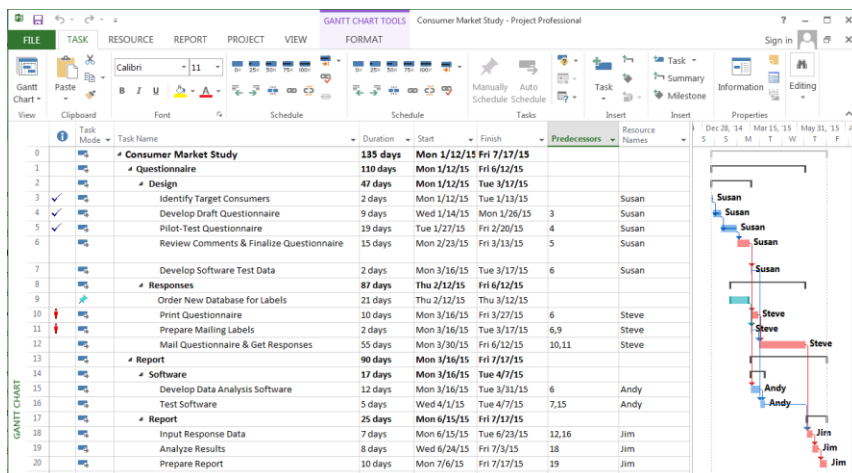 GANTT CHART TOOLS Consumer Market Study - Project Professional ?
FILE TASK RESOURCE REPORT PROJECT VIEW FORMAT Sign in
Calibri 11
Gantt Chart Paste B I U A Manually Schedule Auto Schedule Task Task Summary Milestone Information Editing
View Clipboard Font Schedule Schedule Tasks Insert Insert Properties
Task Mode Task Name Duration Start Finish Predecessors Resource Names Dec 28, '14 Mar 15, '15 May 31, '15
S S M T W T F
0 Consumer Market Study 135 days Mon 1/12/15 Fri 7/17/15
1 Questionnaire 110 days Mon 1/12/15 Fri 6/12/15
2 Design 47 days Mon 1/12/15 Tue 3/17/15
3 Identify Target Consumers 2 days Mon 1/12/15 Tue 1/13/15 Susan Susan
4 Develop Draft Questionnaire 9 days Wed 1/14/15 Mon 1/26/15 3 Susan Susan
5 Pilot-Test Questionnaire 19 days Tue 1/27/15 Fri 2/20/15 4 Susan Susan
6 Review Comments & Finalize Questionnaire 15 days Mon 2/23/15 Fri 3/13/15 5 Susan Susan
7 Develop Software Test Data 2 days Mon 3/16/15 Tue 3/17/15 6 Susan Susan
8 Responses 87 days Thu 2/12/15 Fri 6/12/15
9 Order New Database for Labels 21 days Thu 2/12/15 Thu 3/12/15
10 Print Questionnaire 10 days Mon 3/16/15 Fri 3/27/15 6 Steve Steve
11 Prepare Mailing Labels 2 days Mon 3/16/15 Tue 3/17/15 6,9 Steve Steve
12 Mail Questionnaire & Get Responses 55 days Mon 3/30/15 Fri 6/12/15 10,11 Steve Steve
13 Report 90 days Mon 3/16/15 Fri 7/17/15
14 Software 17 days Mon 3/16/15 Tue 4/7/15
15 Develop Data Analysis Software 12 days Mon 3/16/15 Tue 3/31/15 6 Andy Andy
16 Test Software 5 days Wed 4/1/15 Tue 4/7/15 7,15 Andy Andy
17 Report 25 days Mon 6/15/15 Fri 7/17/15
18 Input Response Data 7 days Mon 6/15/15 Tue 6/23/15 12,16 Jim Jim
19 Analyze Results 8 days Wed 6/24/15 Fri 7/3/15 18 Jim Jim
20 Prepare Report 10 days Mon 7/6/15 Fri 7/17/15 19 Jim Jim
GANTT CHART